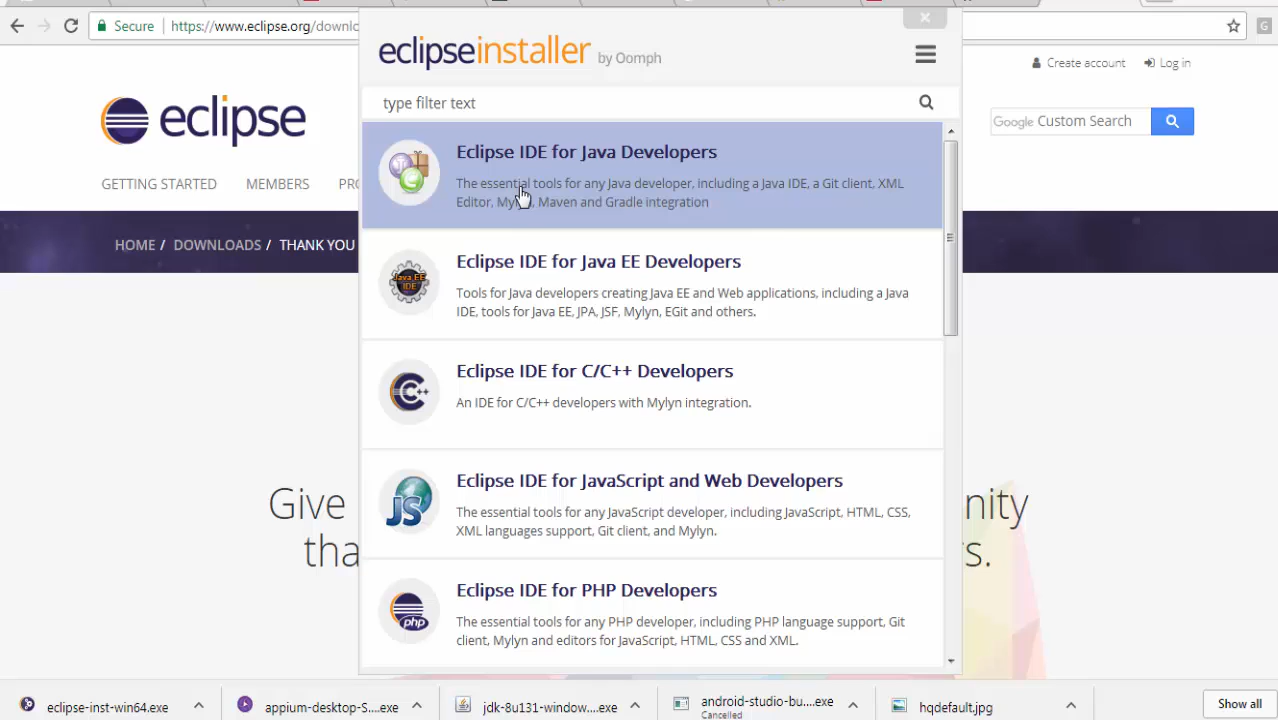 Secure
https://www.eclipse.org/downlo
G
eclipseinstaller by Oomph
type filter text
Create account
Log in
eclipse
Google Custom Search
GETTING STARTED
MEMBERS
PRO
HOME / DOWNLOADS / THANK YOU
Eclipse IDE for Java Developers
The essential tools for any Java developer, including a Java IDE, a Git client, XML
Editor, Mylyn, Maven and Gradle integration
Eclipse IDE for Java EE Developers
Java EE
IDE
Tools for Java developers creating Java EE and Web applications, including a Java
IDE, tools for Java EE, JPA, JSF, Mylyn, EGit and others.
Eclipse IDE for C/C++ Developers
C++
An IDE for C/C++ developers with Mylyn integration.
Eclipse IDE for JavaScript and Web Developers
JS
The essential tools for any JavaScript developer, including JavaScript, HTML, CSS,
XML languages support, Git client, and Mylyn.
Eclipse IDE for PHP Developers
php
The essential tools for any PHP developer, including PHP language support, Git
client, Mylyn and editors for JavaScript, HTML, CSS and XML.
Give
nity
tha
s.
eclipse-inst-win64.exe
appium-desktop-S....exe
jdk-8u131-window....exe
android-studio-bu....exe
Cancelled
hqdefault.jpg
Show all